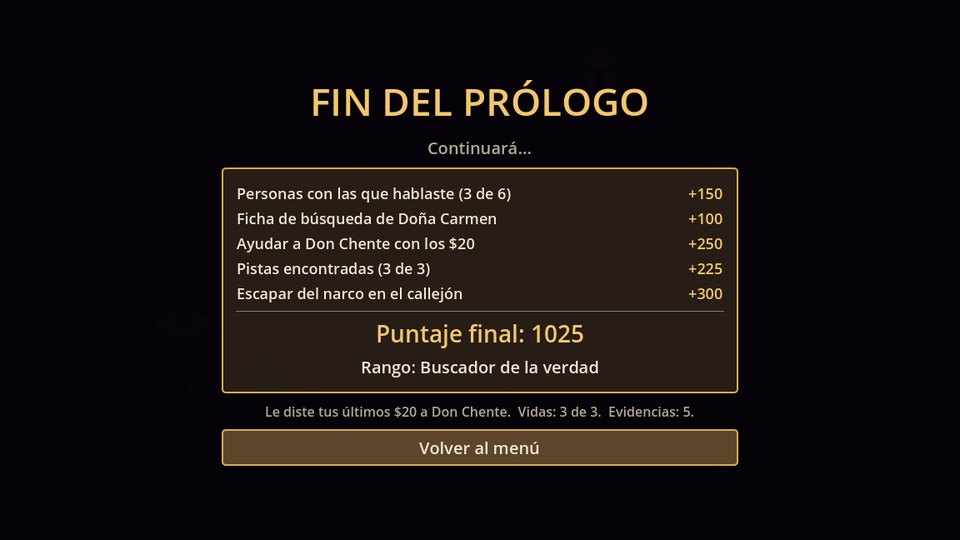 FIN DEL PRÓLOGO
Continuará...
Personas con las que hablaste (3 de 6) +150
Ficha de búsqueda de Doña Carmen +100
Ayudar a Don Chente con los $20 +250
Pistas encontradas (3 de 3) +225
Escapar del narco en el callejón +300
Puntaje final: 1025
Rango: Buscador de la verdad
Le diste tus últimos $20 a Don Chente.  Vidas: 3 de 3.  Evidencias: 5.
Volver al menú